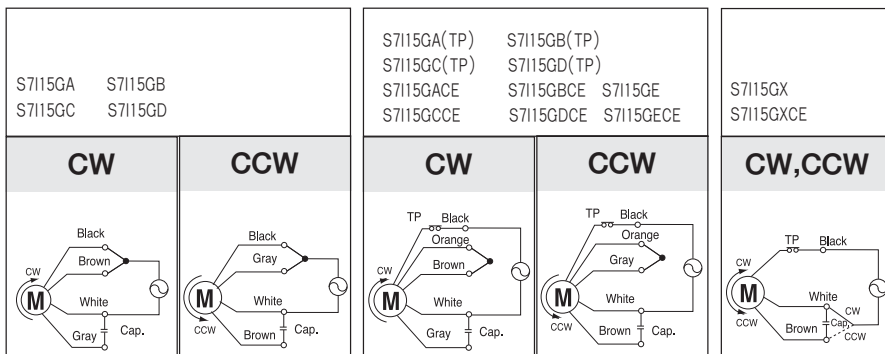 S7I15GA S7I15GB
S7I15GC S7I15GD
CW CCW
Black
Brown
CW
M
White
Gray Cap.
Black
Gray
M
White
CCW
Brown Cap.
S7I15GA(TP) S7I15GB(TP)
S7I15GC(TP) S7I15GD(TP)
S7I15GACE S7I15GBCE S7I15GE
S7I15GCCE S7I15GDCE S7I15GECE
CW CCW
TP Black
Orange
CW
Brown
M
White
Gray Cap.
TP Black
Orange
Gray
M
White
CCW
Brown Cap.
S7I15GX
S7I15GXCE
CW,CCW
TP Black
CW
M
White
CW
Brown Cap.
CCW
CCW